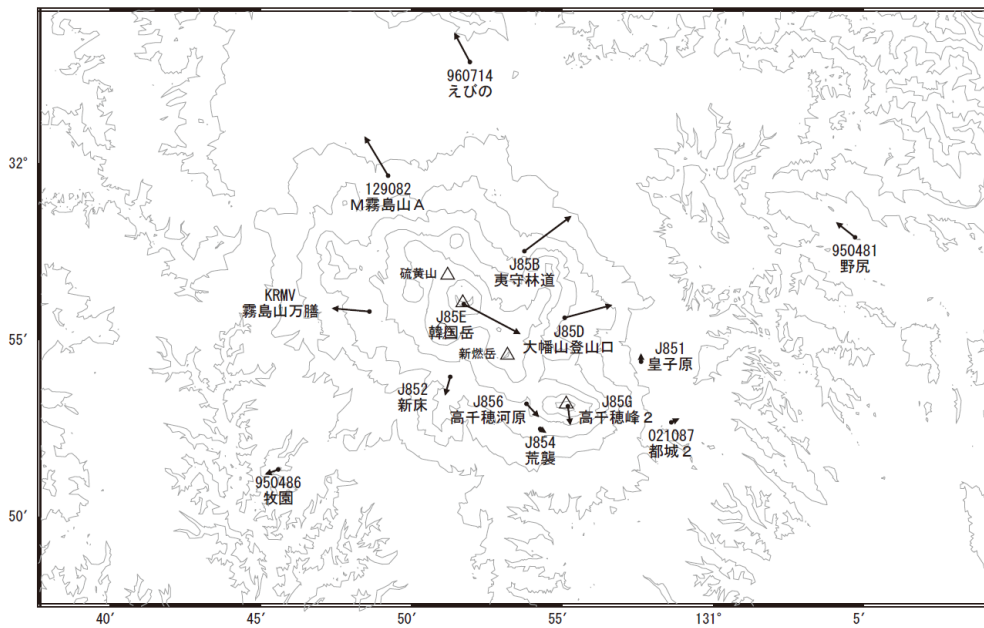 960714
えびの
32′
129082
M霧島山A
950481
野尻
J85B
夷守林道
硫黄山
KRMV
霧島山万膳
J85E
韓国岳
J85D
大幡山登山口
55′
新燃岳
J851
皇子原
J852
新床
J856
高千穂河原
J85G
高千穂峰2
J854
荒襲
021087
都城2
950486
牧園
50′
40′
45′
50′
55′
131°
5′